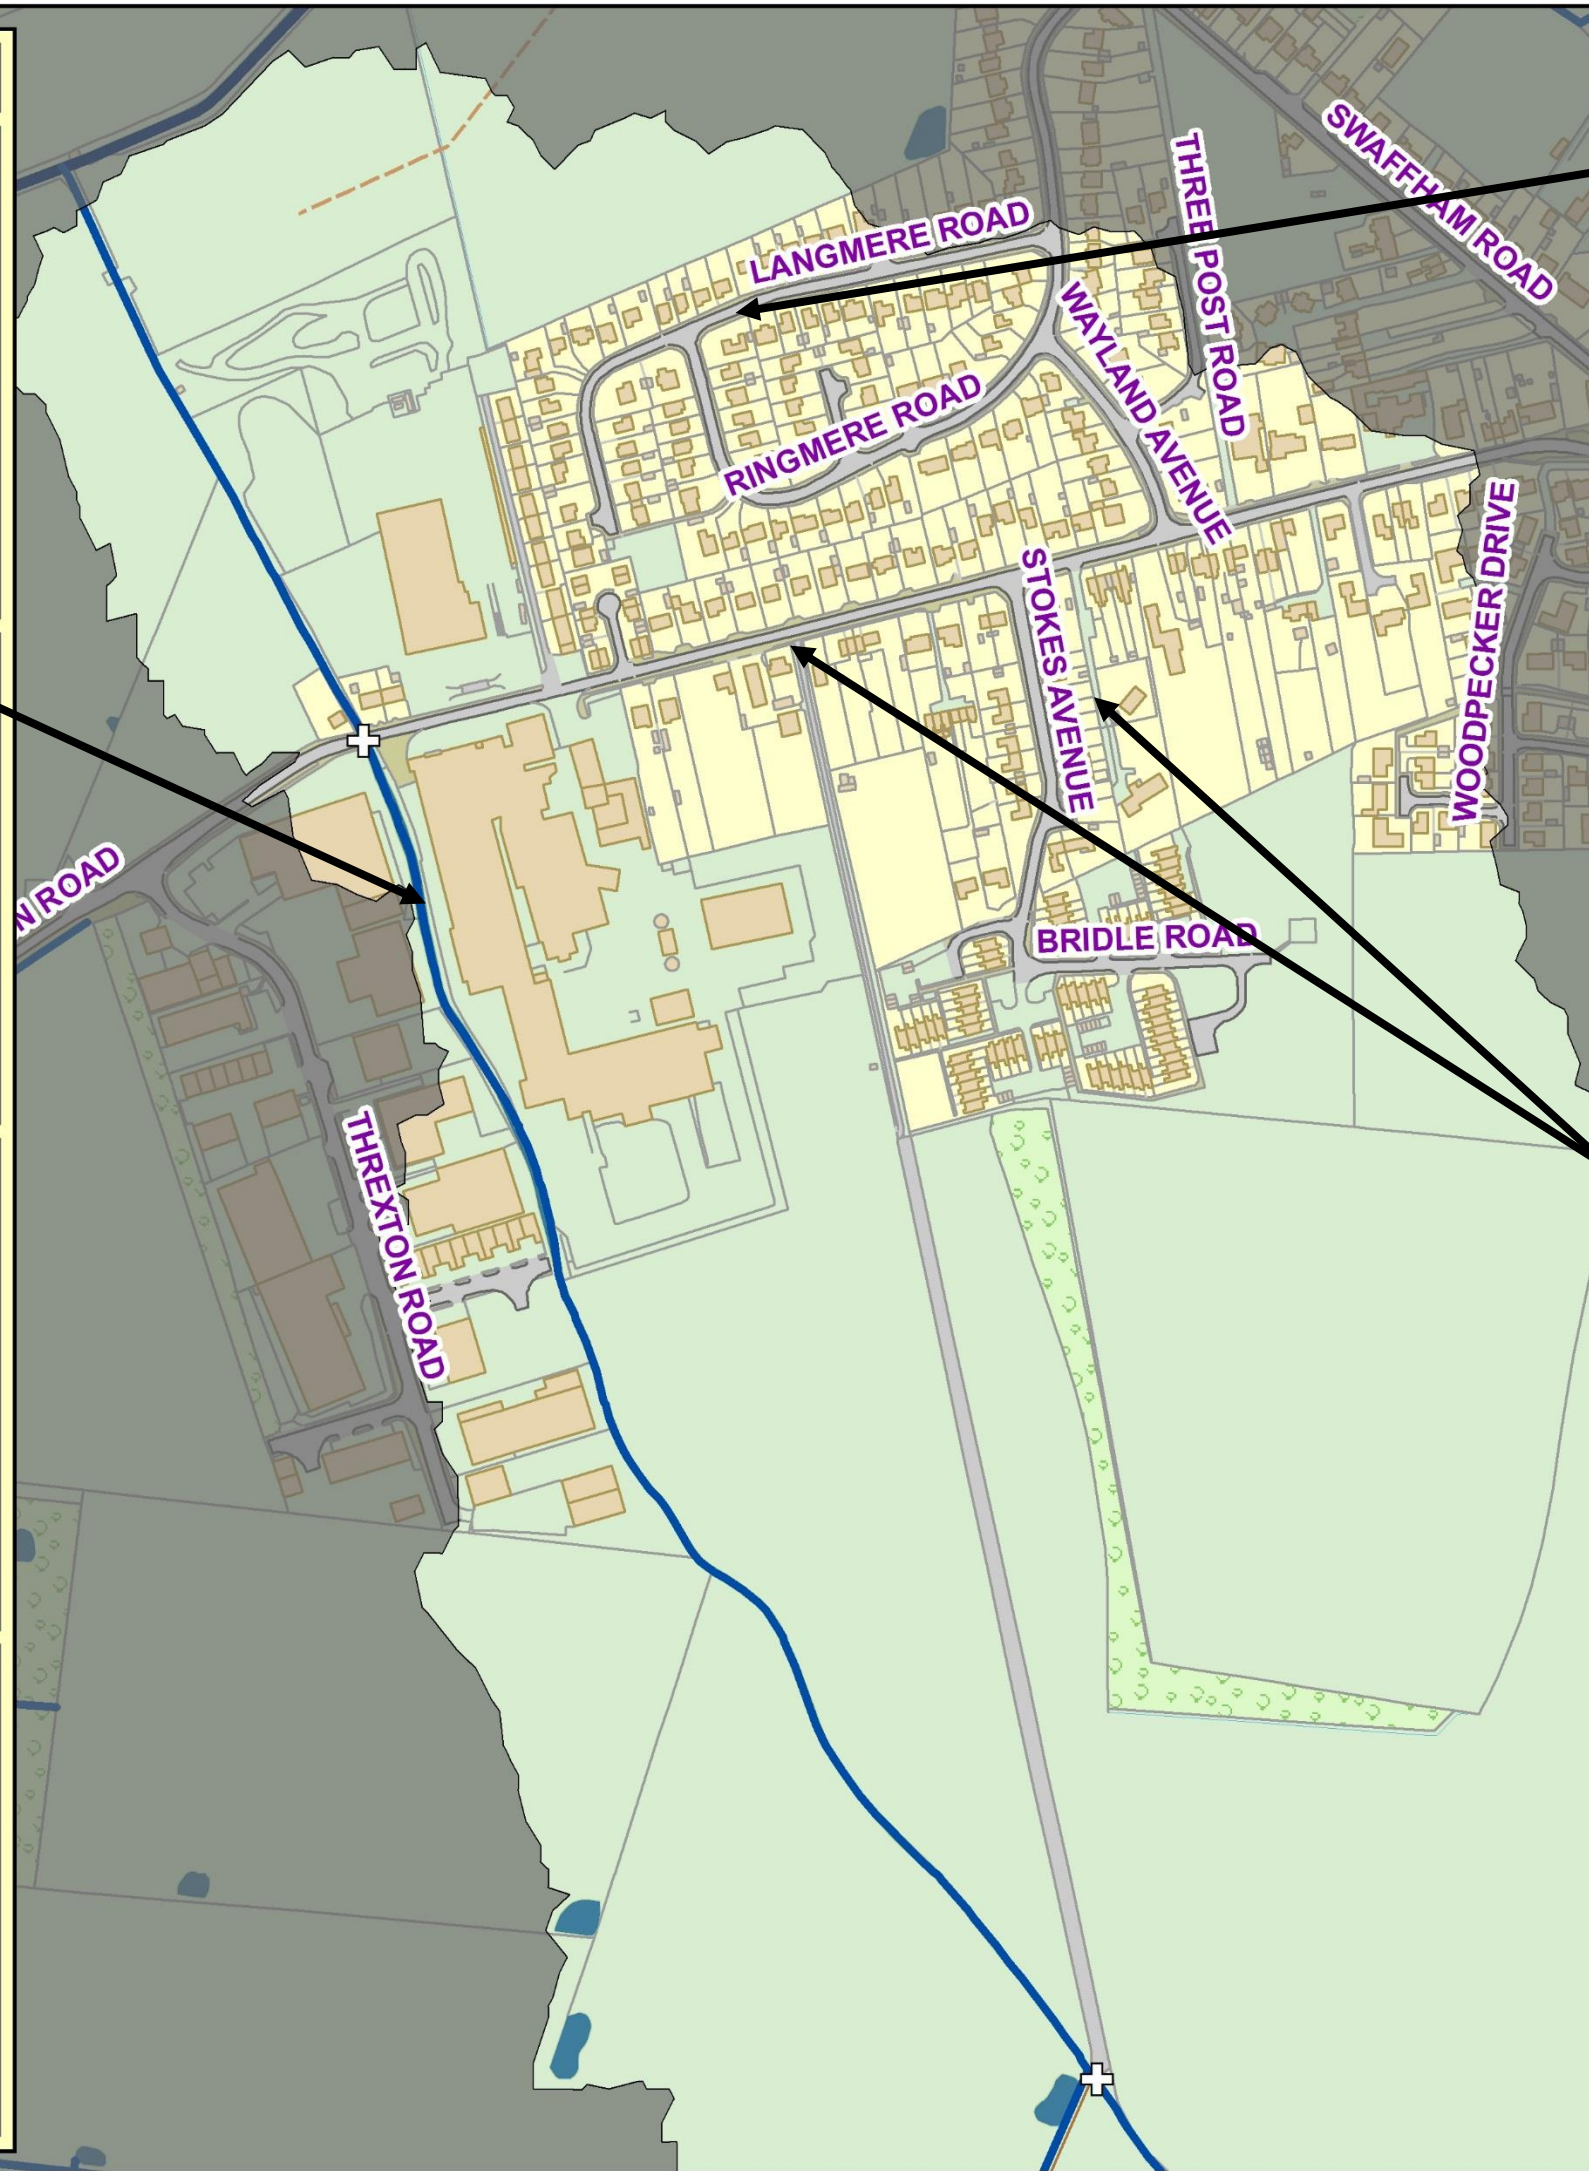 SWAFFHAM ROAD
THREE POST ROAD
LANGMERE ROAD
WAYLAND AVENUE
RINGMERE ROAD
WOODPECKER DRIVE
STOKES AVENUE
N ROAD
BRIDLE ROAD
THREXTON ROAD